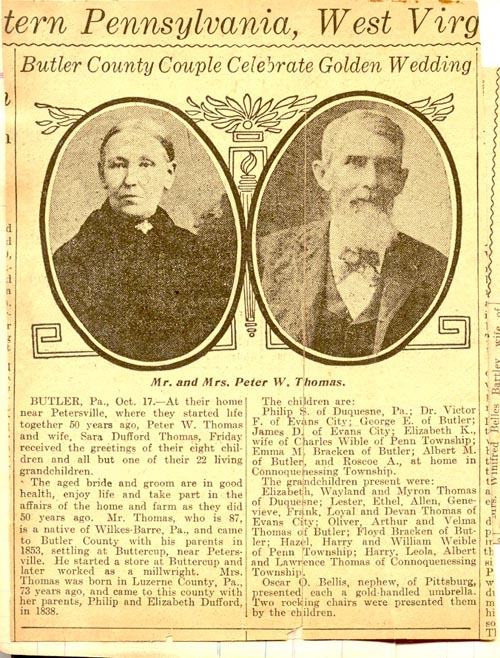 tern Pennsylvania, West Virg
Butler County Couple Celebrate Golden Wedding
Mr. and Mrs. Peter W. Thomas.
BUTLER, Pa., Oct. 17.—At their home
near Petersville, where they started life
together 50 years ago, Peter W. Thomas
and wife, Sara Dufford Thomas, Friday
received the greetings of their eight chil-
dren and all but one of their 22 living
grandchildren.
The aged bride and groom are in good
health, enjoy life and take part in the
affairs of the home and farm as they did
50 years ago. Mr. Thomas, who is 87,
is a native of Wilkes-Barre, Pa., and came
to Butler County with his parents in
1853, settling at Buttercup, near Peters-
ville. He started a store at Buttercup and
later worked as a millwright. Mrs.
Thomas was born in Luzerne County, Pa.,
73 years ago, and came to this county with
her parents, Philip and Elizabeth Dufford,
in 1838.
The children are:
Philip S. of Duquesne, Pa.; Dr. Victor
F. of Evans City; George E. of Butler;
James D. of Evans City; Elizabeth K.,
wife of Charles Wible of Penn Township;
Emma M. Bracken of Butler; Albert M.
of Butler, and Roscoe A., at home in
Connoquenessing Township.
The grandchildren present were:
Elizabeth, Wayland and Myron Thomas
of Duquesne; Lester, Ethel, Allen, Gene-
vieve, Frank, Loyal and Devan Thomas of
Evans City; Oliver, Arthur and Velma
Thomas of Butler; Floyd Bracken of But-
ler; Hazel, Harry and William Weible
of Penn Township; Harry, Leola, Albert
and Lawrence Thomas of Connoquenessing
Township.
Oscar O. Bellis, nephew, of Pittsburg,
presented each a gold-handled umbrella.
Two rocking chairs were presented them
by the children.